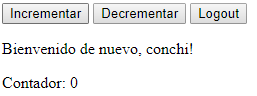 Incrementar Decrementar Logout
Bienvenido de nuevo, conchi!
Contador: 0